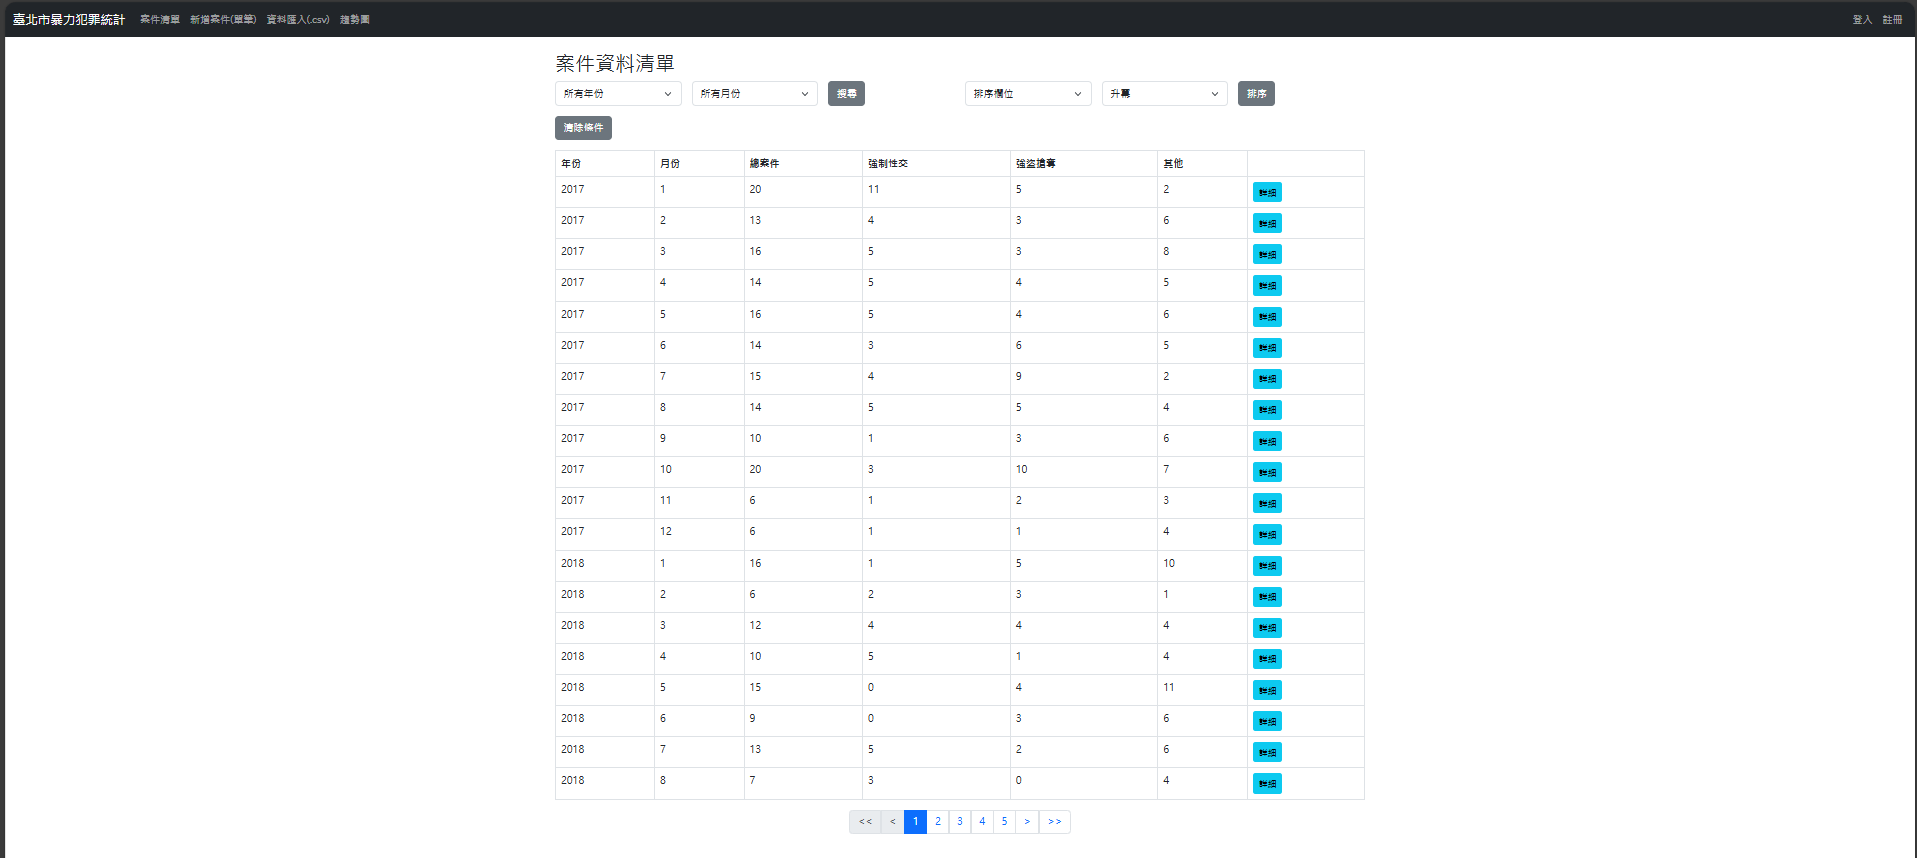 臺北市暴力犯罪統計 案件清單 新增案件(單筆) 資料匯入(.csv) 趨勢圖 登入 註冊
案件資料清單
所有年份 所有月份 搜尋 排序欄位 升冪 排序
清除條件
年份 月份 總案件 強制性交 強盜搶奪 其他
2017 1 20 11 5 2 詳細
2017 2 13 4 3 6 詳細
2017 3 16 5 3 8 詳細
2017 4 14 5 4 5 詳細
2017 5 16 5 4 6 詳細
2017 6 14 3 6 5 詳細
2017 7 15 4 9 2 詳細
2017 8 14 5 5 4 詳細
2017 9 10 1 3 6 詳細
2017 10 20 3 10 7 詳細
2017 11 6 1 2 3 詳細
2017 12 6 1 1 4 詳細
2018 1 16 1 5 10 詳細
2018 2 6 2 3 1 詳細
2018 3 12 4 4 4 詳細
2018 4 10 5 1 4 詳細
2018 5 15 0 4 11 詳細
2018 6 9 0 3 6 詳細
2018 7 13 5 2 6 詳細
2018 8 7 3 0 4 詳細
<< < 1 2 3 4 5 > >>